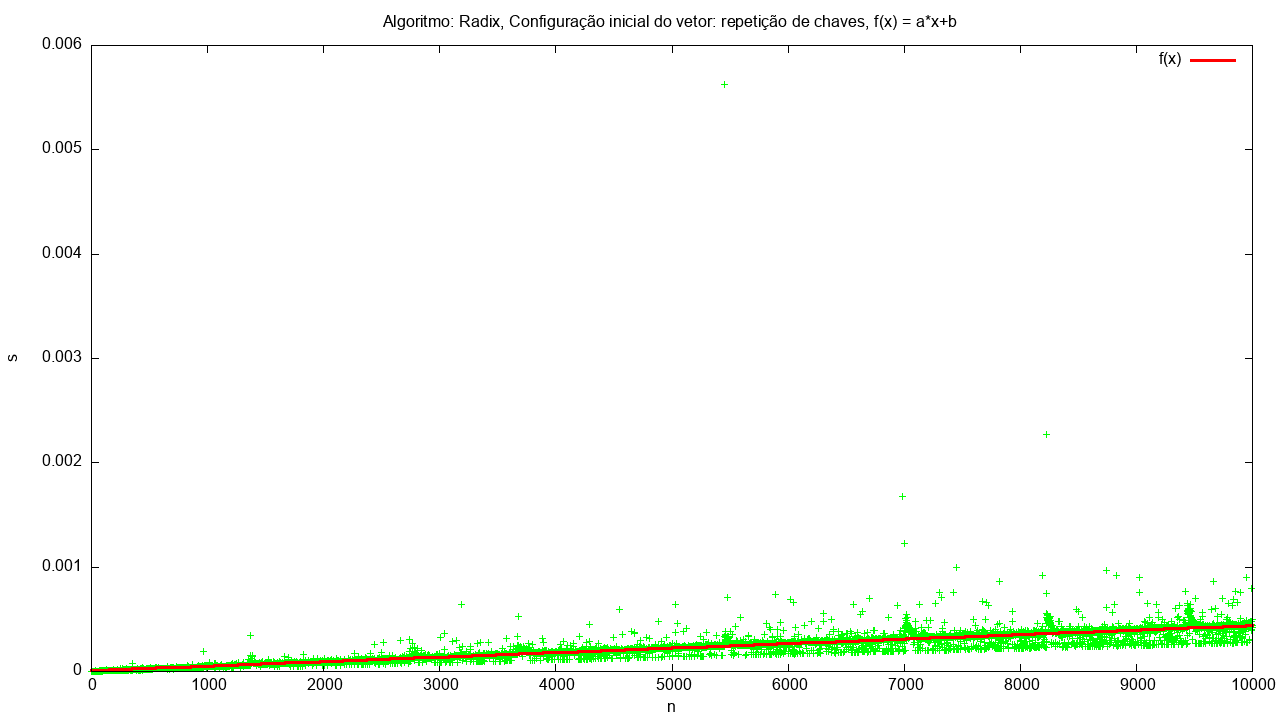 Algoritmo: Radix, Configuração inicial do vetor: repetição de chaves, f(x) = a*x+b
f(x)
0.006
0.005
0.004
0.003
0.002
0.001
0
s
0 1000 2000 3000 4000 5000 6000 7000 8000 9000 10000
n